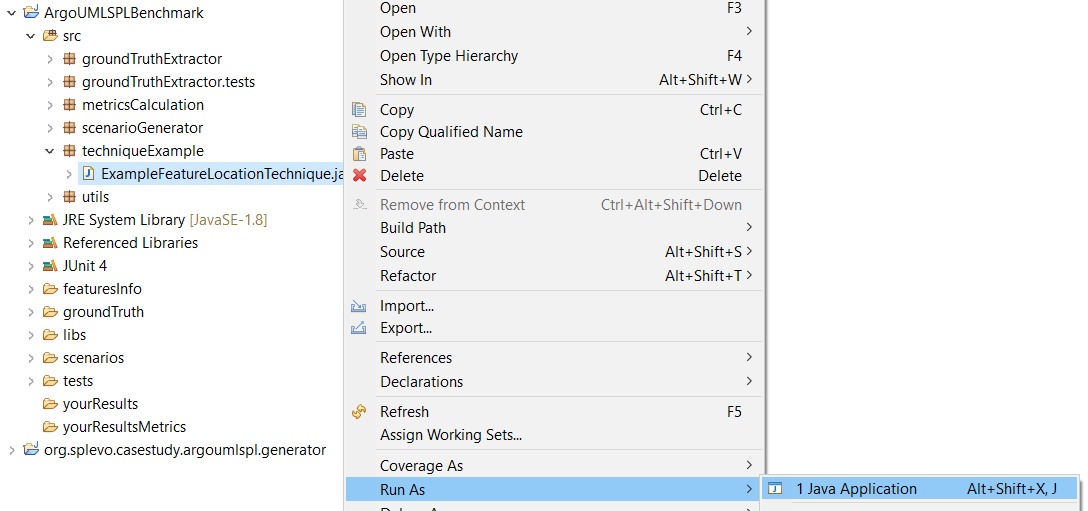 ArgoUMLSPLBenchmark
src
groundTruthExtractor
groundTruthExtractor.tests
metricsCalculation
scenarioGenerator
techniqueExample
ExampleFeatureLocationTechnique.ja
utils
JRE System Library [JavaSE-1.8]
Referenced Libraries
JUnit 4
featuresInfo
groundTruth
libs
scenarios
tests
yourResults
yourResultsMetrics
org.splevo.casestudy.argoumlspl.generator
Open F3
Open With
Open Type Hierarchy F4
Show In Alt+Shift+W
Copy Ctrl+C
Copy Qualified Name
Paste Ctrl+V
Delete Delete
Remove from Context Ctrl+Alt+Shift+Down
Build Path
Source Alt+Shift+S
Refactor Alt+Shift+T
Import...
Export...
References
Declarations
Refresh F5
Assign Working Sets...
Coverage As
Run As
1 Java Application Alt+Shift+X, J